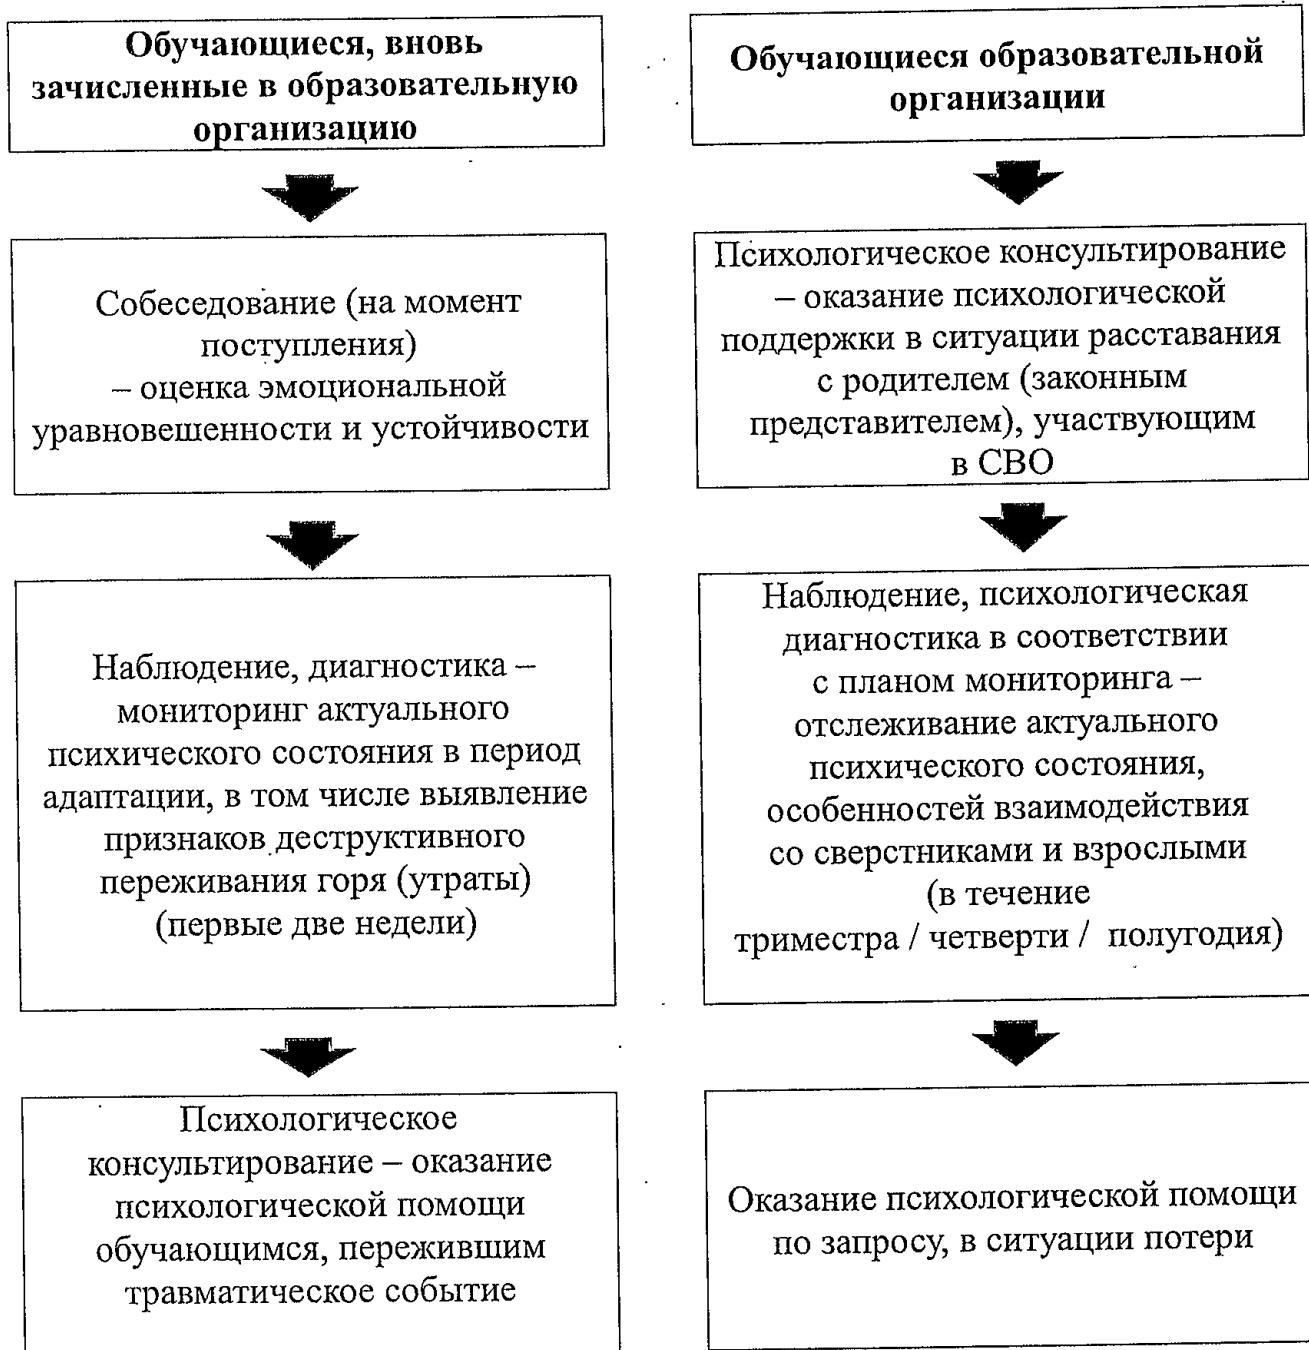 Обучающиеся, вновь
зачисленные в образовательную
организацию
Собеседование (на момент
поступления)
– оценка эмоциональной
уравновешенности и устойчивости
Наблюдение, диагностика –
мониторинг актуального
психического состояния в период
адаптации, в том числе выявление
признаков деструктивного
переживания горя (утраты)
(первые две недели)
Психологическое
консультирование – оказание
психологической помощи
обучающимся, пережившим
травматическое событие
Обучающиеся образовательной
организации
Психологическое консультирование
– оказание психологической
поддержки в ситуации расставания
с родителем (законным
представителем), участвующим
в СВО
Наблюдение, психологическая
диагностика в соответствии
с планом мониторинга –
отслеживание актуального
психического состояния,
особенностей взаимодействия
со сверстниками и взрослыми
(в течение
триместра / четверти / полугодия)
Оказание психологической помощи
по запросу, в ситуации потери